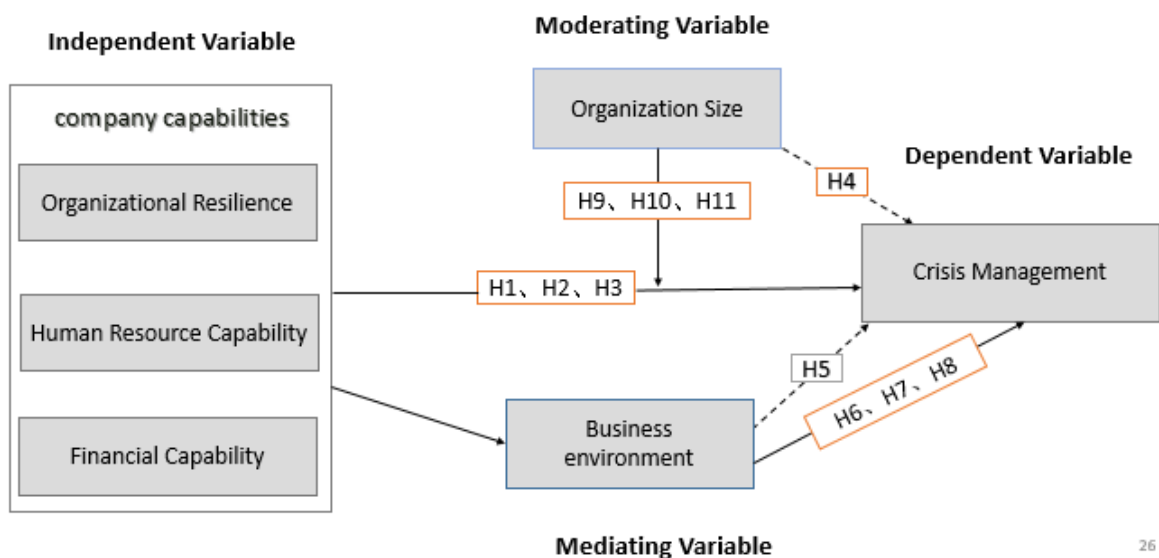 Independent Variable
Moderating Variable
company capabilities
Organization Size
Dependent Variable
Organizational Resilience
H4
H9、H10、H11
Crisis Management
H1、H2、H3
Human Resource Capability
H5
H6、H7、H8
Business
environment
Financial Capability
Mediating Variable
26